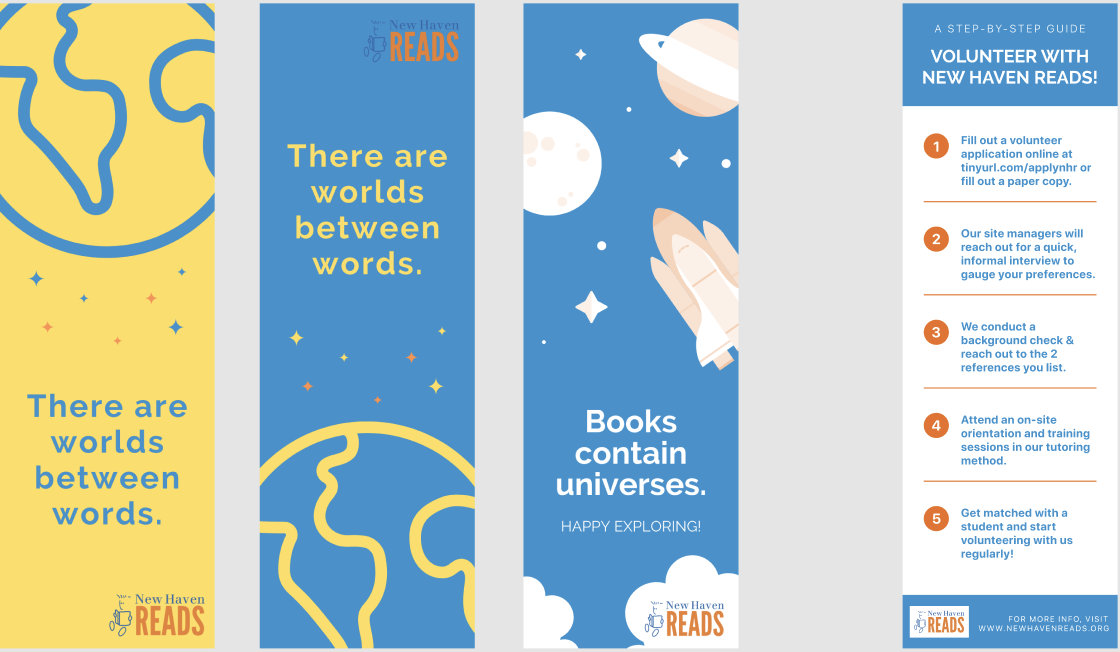 There are
worlds
between
words.
New Haven
READS
New Haven
READS
There are
worlds
between
words.
Books
contain
universes.
HAPPY EXPLORING!
New Haven
READS
A STEP-BY-STEP GUIDE
VOLUNTEER WITH
NEW HAVEN READS!
1
Fill out a volunteer
application online at
tinyurl.com/applynhr or
fill out a paper copy.
2
Our site managers will
reach out for a quick,
informal interview to
gauge your preferences.
3
We conduct a
background check &
reach out to the 2
references you list.
4
Attend an on-site
orientation and training
sessions in our tutoring
method.
5
Get matched with a
student and start
volunteering with us
regularly!
New Haven
READS
FOR MORE INFO, VISIT
WWW.NEWHAVENREADS.ORG